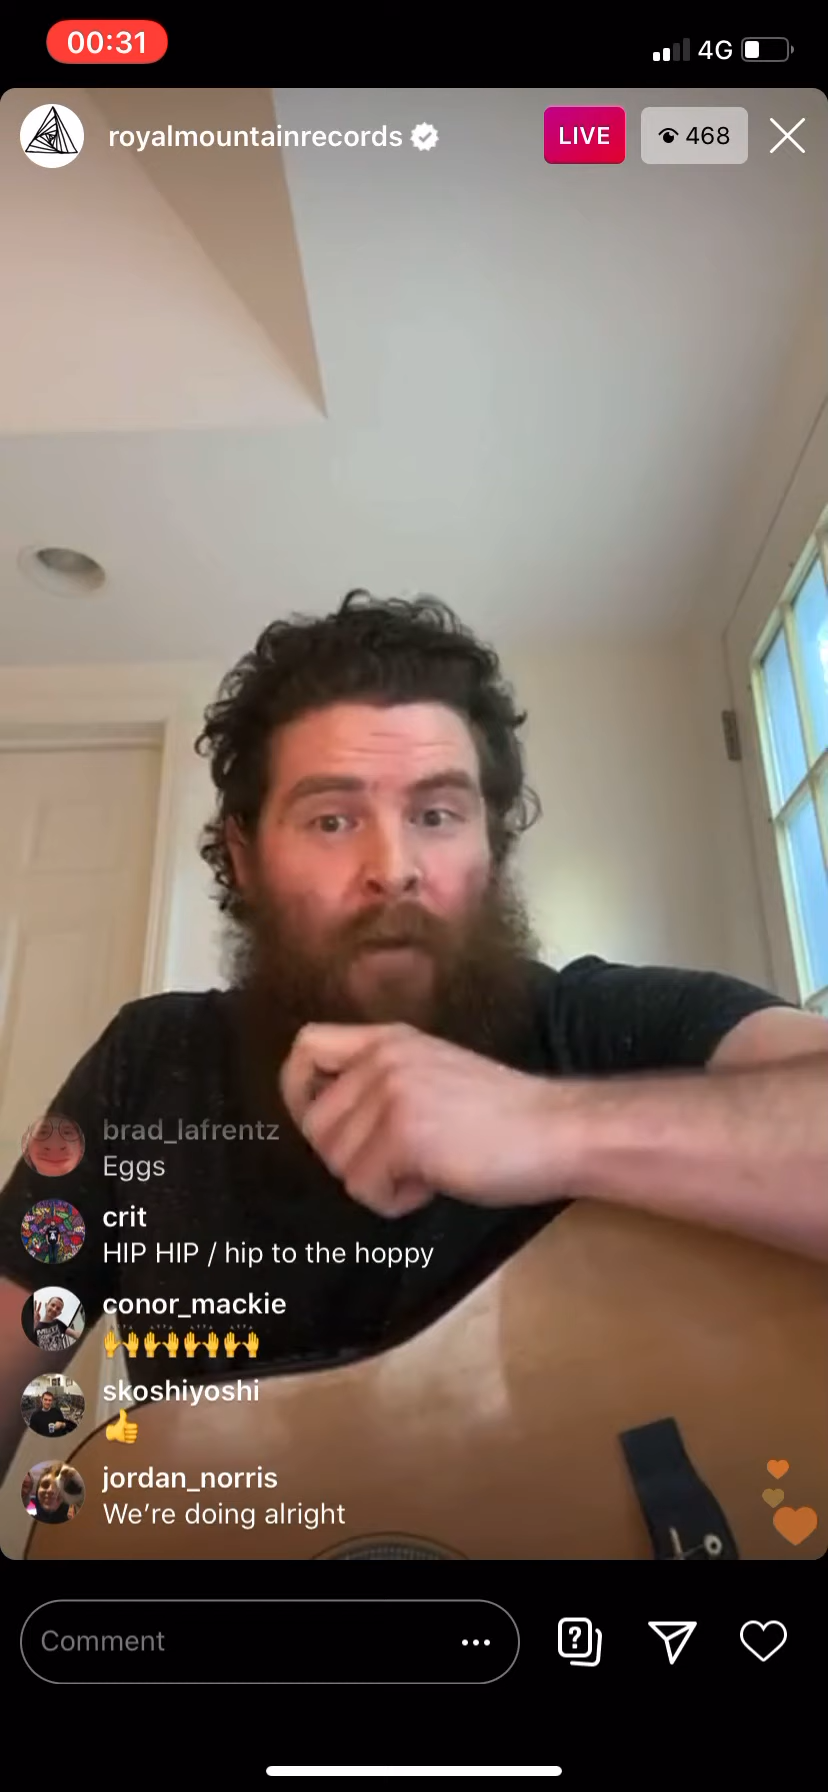 00:31
4G
royalmountainrecords
LIVE
468
brad_lafrentz
Eggs
crit
HIP HIP / hip to the hoppy
conor_mackie
🙌🙌🙌🙌
skoshiyoshi
👍
jordan_norris
We’re doing alright
Comment